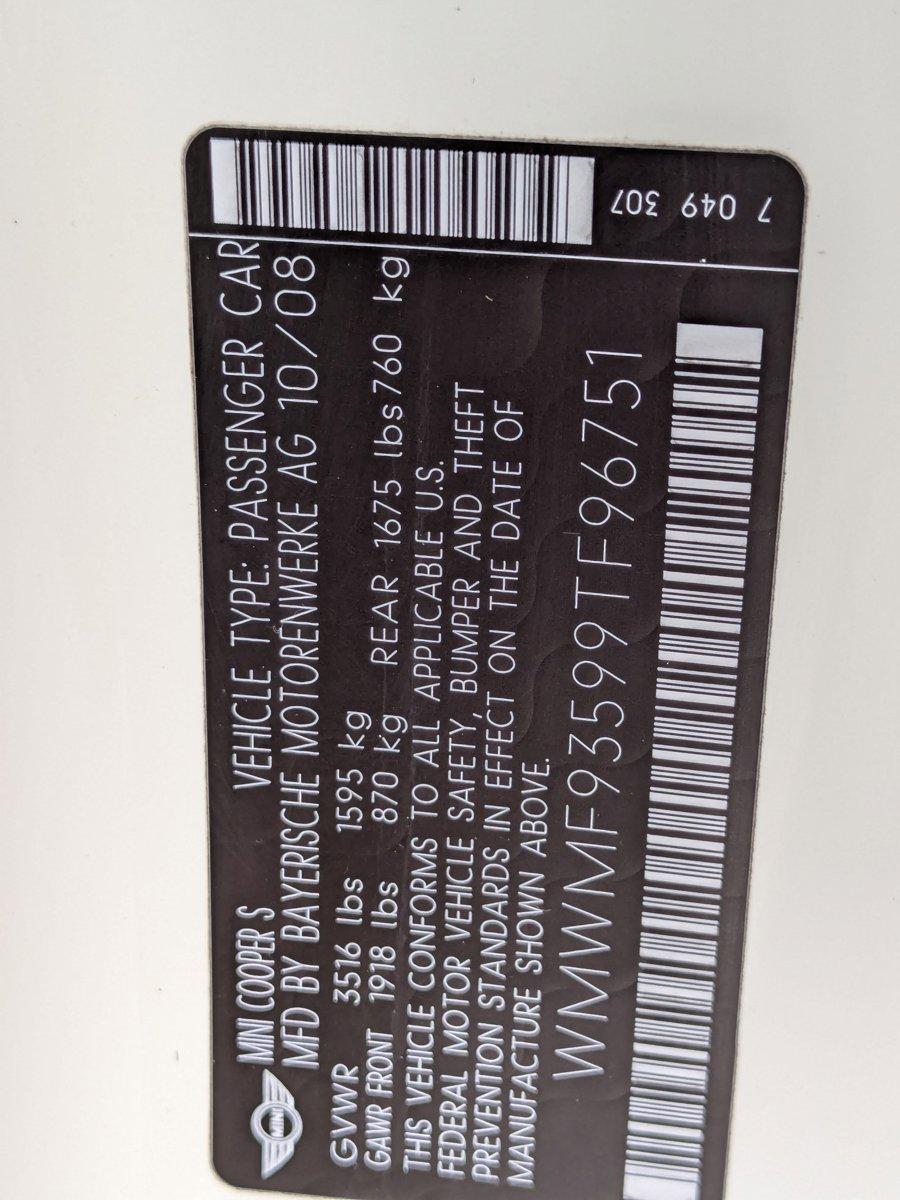 MINI COOPER S VEHICLE TYPE: PASSENGER CAR
MFD BY BAYERISCHE MOTORENWERKE AG 10/08
GVWR 3516 lbs 1595 kg
GAWR FRONT 1918 lbs 870 kg REAR 1675 lbs 760 kg
THIS VEHICLE CONFORMS TO ALL APPLICABLE U.S.
FEDERAL MOTOR VEHICLE SAFETY, BUMPER AND THEFT
PREVENTION STANDARDS IN EFFECT ON THE DATE OF
MANUFACTURE SHOWN ABOVE.
WMWMF93599TF96751
7 049 307
MINI